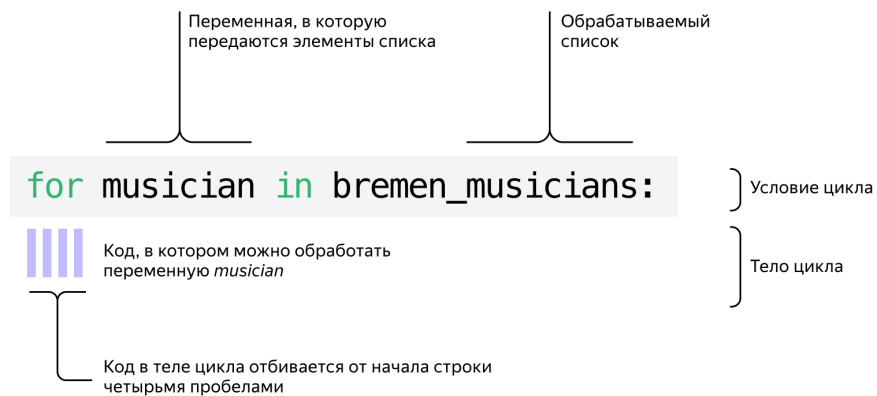 Переменная, в которую
передаются элементы списка
Обрабатываемый
список
for musician in bremen_musicians:
Условие цикла
Код, в котором можно обработать
переменную musician
Тело цикла
Код в теле цикла отбивается от начала строки
четырьмя пробелами